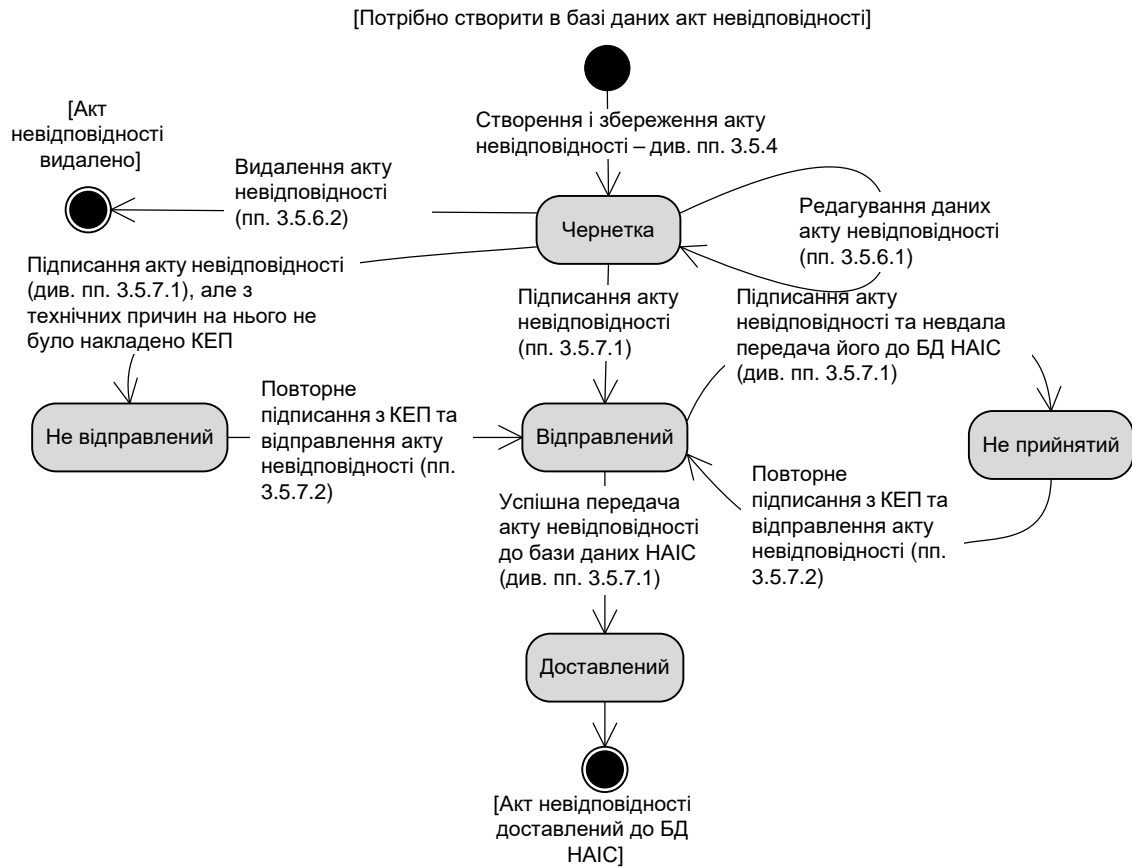 [Потрібно створити в базі даних акт невідповідності]
[Акт
невідповідності
видалено]
Створення і збереження акту
невідповідності – див. пп. 3.5.4
Видалення акту
невідповідності
(пп. 3.5.6.2)
Чернетка
Редагування даних
акту невідповідності
(пп. 3.5.6.1)
Підписання акту невідповідності
(див. пп. 3.5.7.1), але з
технічних причин на нього не
було накладено КЕП
Підписання акту
невідповідності
(пп. 3.5.7.1)
Підписання акту
невідповідності та невдала
передача його до БД НАІС
(див. пп. 3.5.7.1)
Не відправлений
Повторне
підписання з КЕП та
відправлення акту
невідповідності (пп.
3.5.7.2)
Відправлений
Не прийнятий
Повторне
підписання з КЕП та
відправлення акту
невідповідності (пп.
3.5.7.2)
Успішна передача
акту невідповідності
до бази даних НАІС
(див. пп. 3.5.7.1)
Доставлений
[Акт невідповідності
доставлений до БД
НАІС]